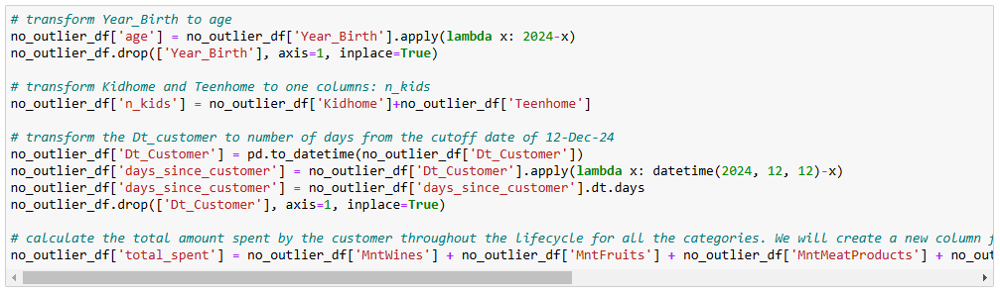 # transform Year_Birth to age
no_outlier_df['age'] = no_outlier_df['Year_Birth'].apply(lambda x: 2024-x)
no_outlier_df.drop(['Year_Birth'], axis=1, inplace=True)
# transform Kidhome and Teenhome to one columns: n_kids
no_outlier_df['n_kids'] = no_outlier_df['Kidhome']+no_outlier_df['Teenhome']
# transform the Dt_customer to number of days from the cutoff date of 12-Dec-24
no_outlier_df['Dt_Customer'] = pd.to_datetime(no_outlier_df['Dt_Customer'])
no_outlier_df['days_since_customer'] = no_outlier_df['Dt_Customer'].apply(lambda x: datetime(2024, 12, 12)-x)
no_outlier_df['days_since_customer'] = no_outlier_df['days_since_customer'].dt.days
no_outlier_df.drop(['Dt_Customer'], axis=1, inplace=True)
# calculate the total amount spent by the customer throughout the lifecycle for all the categories. We will create a new column
no_outlier_df['total_spent'] = no_outlier_df['MntWines'] + no_outlier_df['MntFruits'] + no_outlier_df['MntMeatProducts'] + no_out